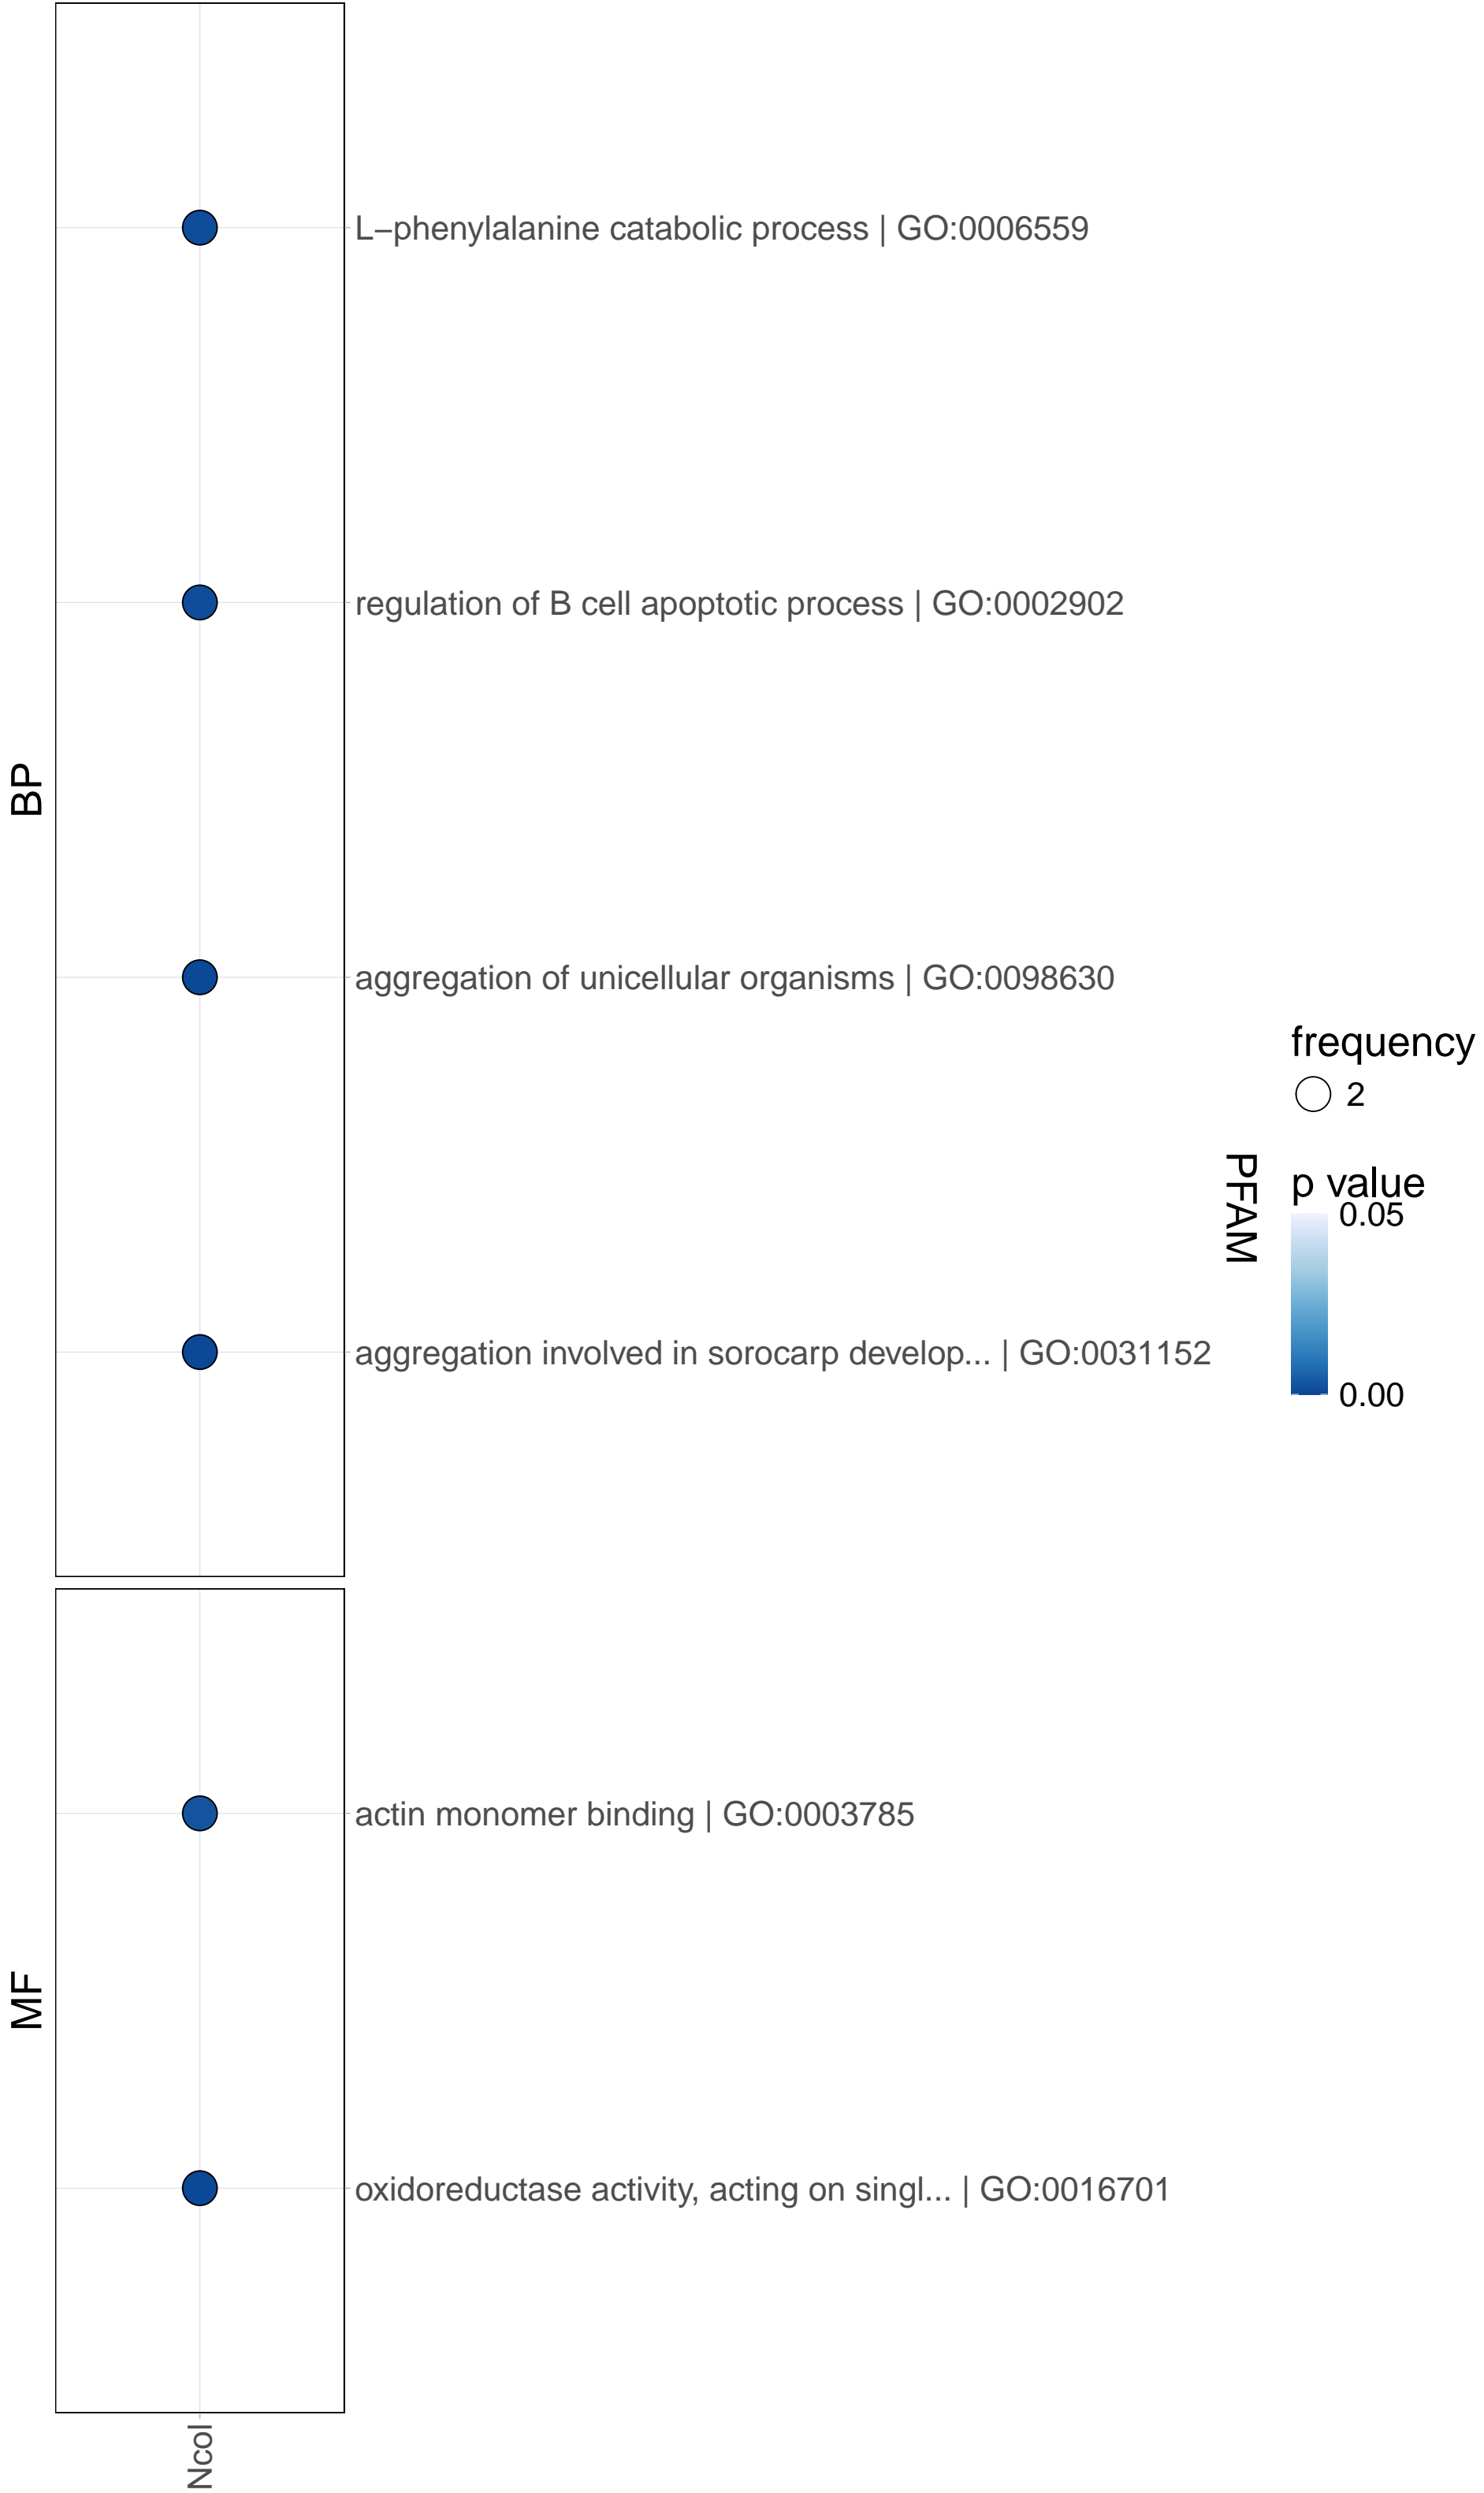 BP
L−phenylalanine catabolic process | GO:0006559
regulation of B cell apoptotic process | GO:0002902
aggregation of unicellular organisms | GO:0098630
aggregation involved in sorocarp develop... | GO:0031152
MF
actin monomer binding | GO:0003785
oxidoreductase activity, acting on singl... | GO:0016701
Ncol
PFAM
frequency
2
p value
0.05
0.00